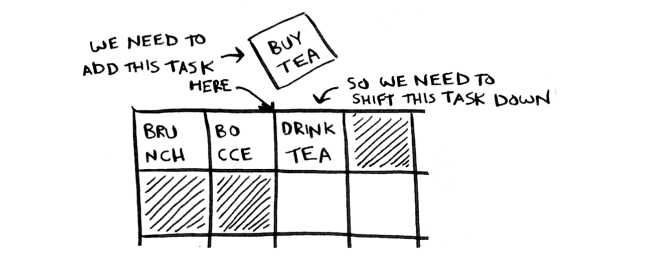 WE NEED TO
ADD THIS TASK
HERE
BUY
TEA
SO WE NEED TO
SHIFT THIS TASK DOWN
BRU
NCH
BO
CCE
DRINK
TEA